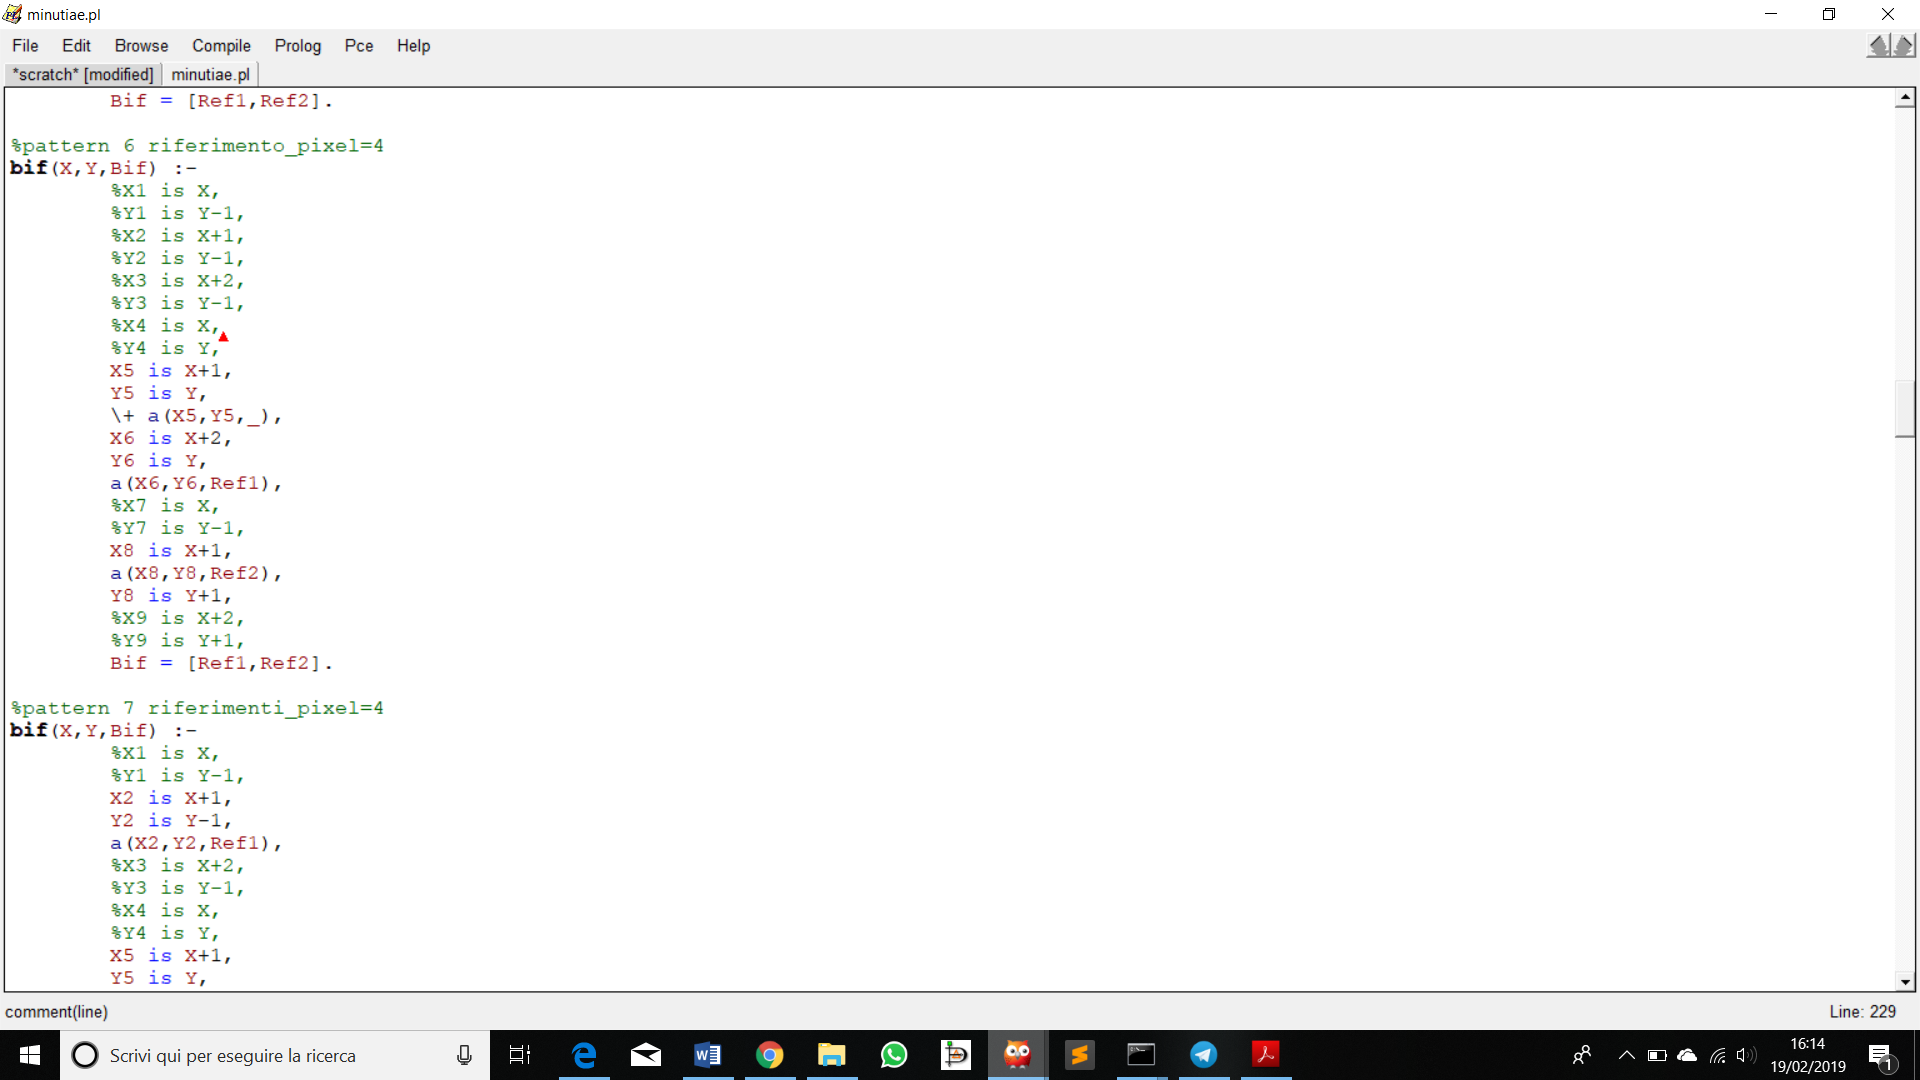 minutiae.pl
File Edit Browse Compile Prolog Pce Help
*scratch* [modified] minutiae.pl
Bif = [Ref1,Ref2].
%pattern 6 riferimento_pixel=4
bif(X,Y,Bif) :-
%X1 is X,
%Y1 is Y-1,
%X2 is X+1,
%Y2 is Y-1,
%X3 is X+2,
%Y3 is Y-1,
%X4 is X,
%Y4 is Y,
X5 is X+1,
Y5 is Y,
\+ a(X5,Y5,_),
X6 is X+2,
Y6 is Y,
a(X6,Y6,Ref1),
%X7 is X,
%Y7 is Y-1,
X8 is X+1,
a(X8,Y8,Ref2),
Y8 is Y+1,
%X9 is X+2,
%Y9 is Y+1,
Bif = [Ref1,Ref2].
%pattern 7 riferimenti_pixel=4
bif(X,Y,Bif) :-
%X1 is X,
%Y1 is Y-1,
X2 is X+1,
Y2 is Y-1,
a(X2,Y2,Ref1),
%X3 is X+2,
%Y3 is Y-1,
%X4 is X,
%Y4 is Y,
X5 is X+1,
Y5 is Y,
comment(line) Line: 229
Scrivi qui per eseguire la ricerca
16:14
19/02/2019
1